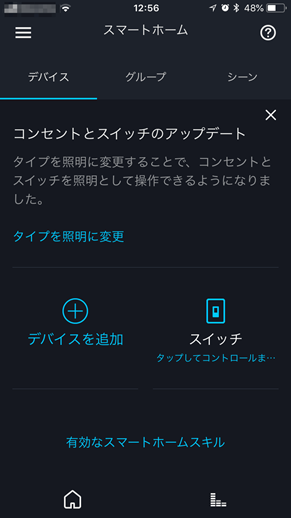 12:56
48%
スマートホーム
デバイス
グループ
シーン
コンセントとスイッチのアップデート
タイプを照明に変更することで、コンセントと
スイッチを照明として操作できるようになりま
した。
タイプを照明に変更
デバイスを追加
スイッチ
タップしてコントロールま…
有効なスマートホームスキル